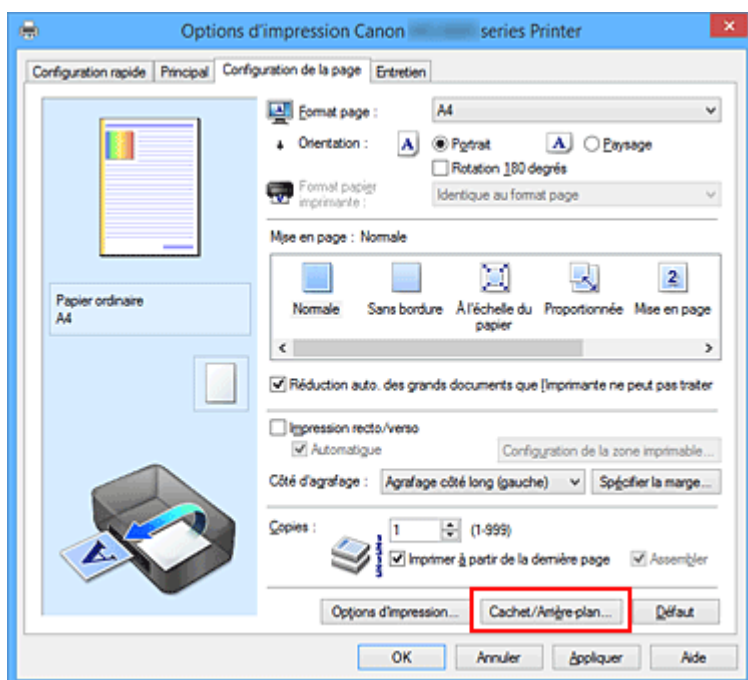 Options d'impression Canon series Printer
Configuration rapide Principal Configuration de la page Entretien
Format page : A4
Orientation : A Portrait A Paysage
Rotation 180 degrés
Format papier imprimante : Identique au format page
Mise en page : Normale
Normale Sans bordure À l'échelle du papier Proportionnée Mise en page
2
Papier ordinaire
A4
Réduction auto. des grands documents que l'imprimante ne peut pas traiter
Impression recto/verso
Automatique Configuration de la zone imprimable...
Côté d'agrafage : Agrafage côté long (gauche) Spécifier la marge...
Copies : 1 (1-999)
Imprimer à partir de la dernière page Assembler
Options d'impression... Cachet/Arrière-plan... Défaut
OK Annuler Appliquer Aide